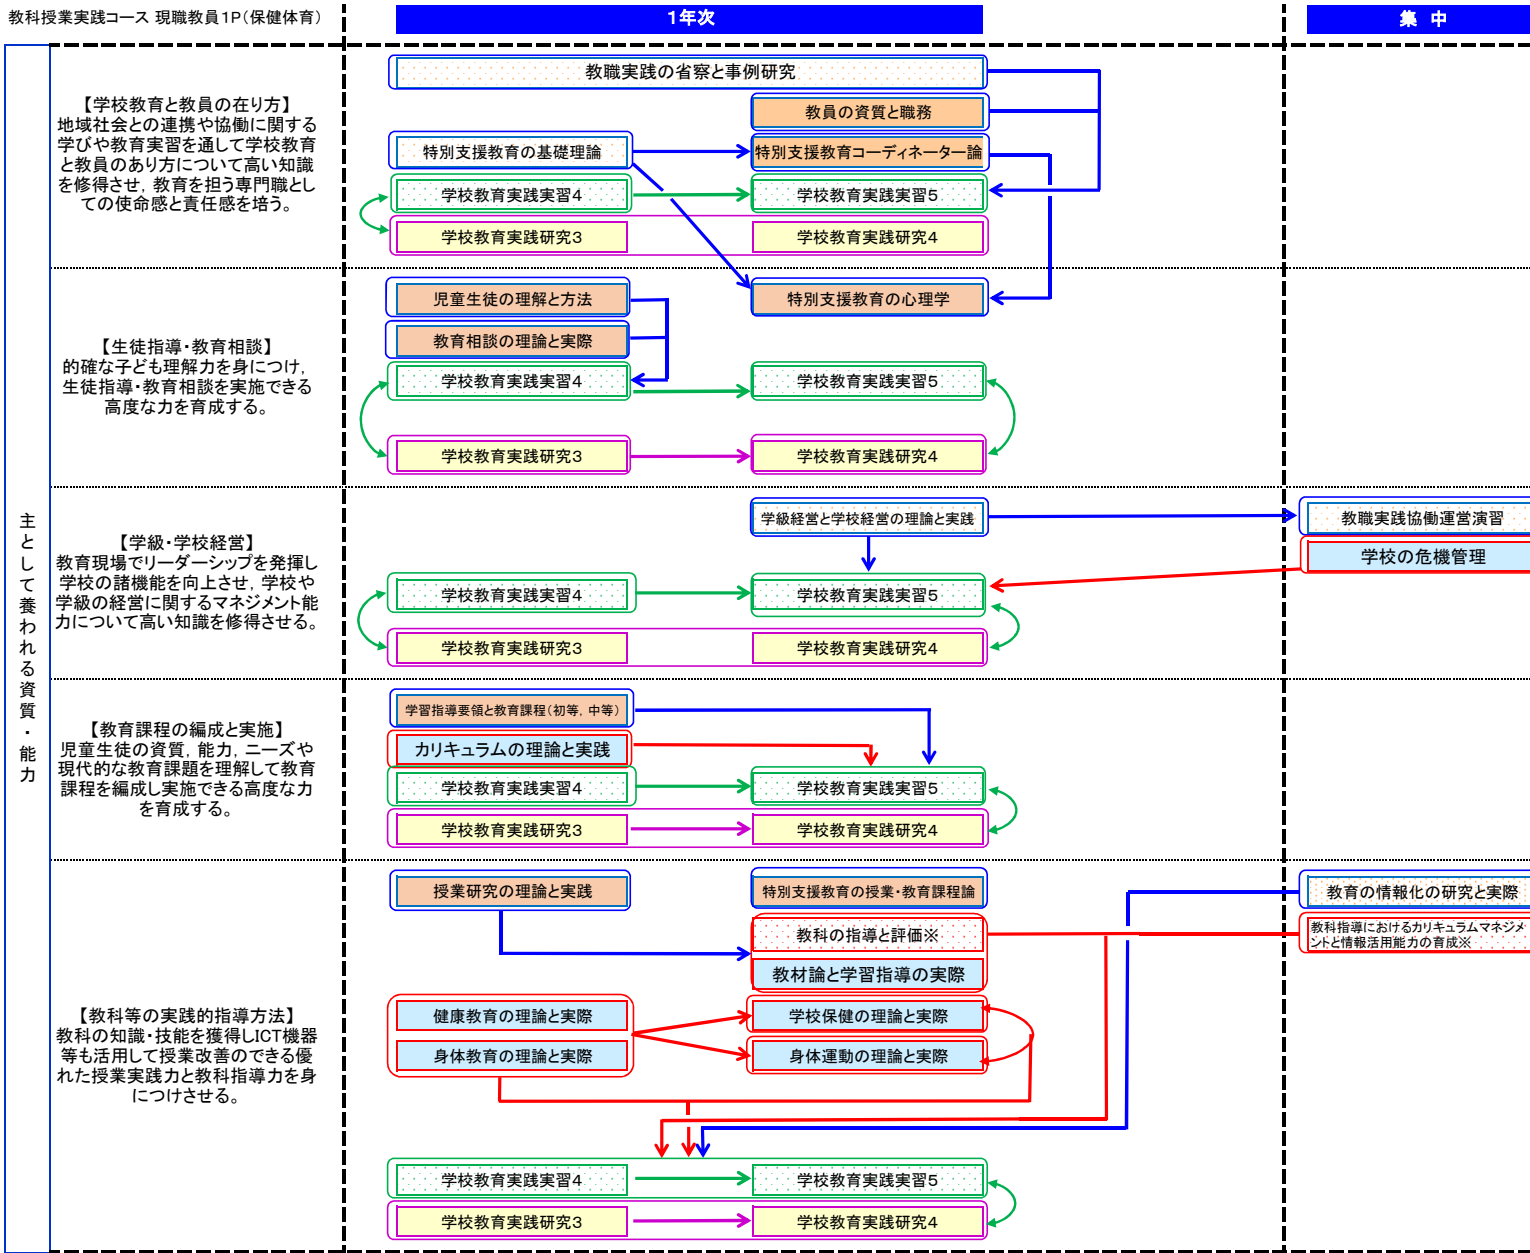 教科授業実践コース 現職教員1P(保健体育)
1年次
集 中
主として養われる資質・能力
【学校教育と教員の在り方】
地域社会との連携や協働に関する
学びや教育実習を通して学校教育
と教員のあり方について高い知識
を修得させ，教育を担う専門職とし
ての使命感と責任感を培う。
教職実践の省察と事例研究
教員の資質と職務
特別支援教育の基礎理論
特別支援教育コーディネーター論
学校教育実践実習4
学校教育実践実習5
学校教育実践研究3
学校教育実践研究4
【生徒指導・教育相談】
的確な子ども理解力を身につけ，
生徒指導・教育相談を実施できる
高度な力を育成する。
児童生徒の理解と方法
特別支援教育の心理学
教育相談の理論と実際
学校教育実践実習4
学校教育実践実習5
学校教育実践研究3
学校教育実践研究4
【学級・学校経営】
教育現場でリーダーシップを発揮し
学校の諸機能を向上させ，学校や
学級の経営に関するマネジメント能
力について高い知識を修得させる。
学級経営と学校経営の理論と実践
教職実践協働運営演習
学校の危機管理
学校教育実践実習4
学校教育実践実習5
学校教育実践研究3
学校教育実践研究4
【教育課程の編成と実施】
児童生徒の資質，能力，ニーズや
現代的な教育課題を理解して教育
課程を編成し実施できる高度な力
を育成する。
学習指導要領と教育課程(初等，中等)
カリキュラムの理論と実践
学校教育実践実習4
学校教育実践実習5
学校教育実践研究3
学校教育実践研究4
【教科等の実践的指導方法】
教科の知識・技能を獲得しICT機器
等も活用して授業改善のできる優
れた授業実践力と教科指導力を身
につけさせる。
授業研究の理論と実践
特別支援教育の授業・教育課程論
教育の情報化の研究と実際
教科の指導と評価※
教科指導におけるカリキュラムマネジメ
ントと情報活用能力の育成※
教材論と学習指導の実際
健康教育の理論と実際
学校保健の理論と実際
身体教育の理論と実際
身体運動の理論と実際
学校教育実践実習4
学校教育実践実習5
学校教育実践研究3
学校教育実践研究4